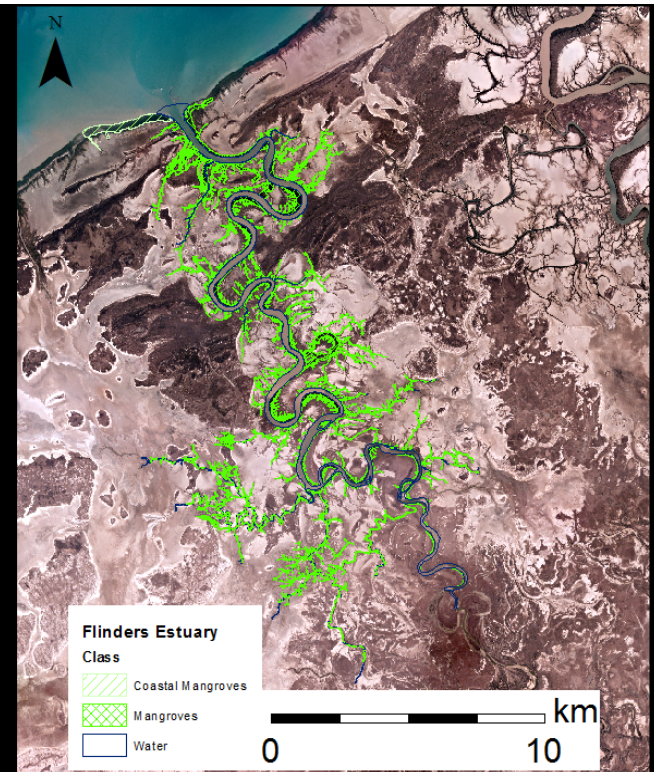 N
Flinders Estuary
Class
Coastal Mangroves
Mangroves
Water
km
0 10